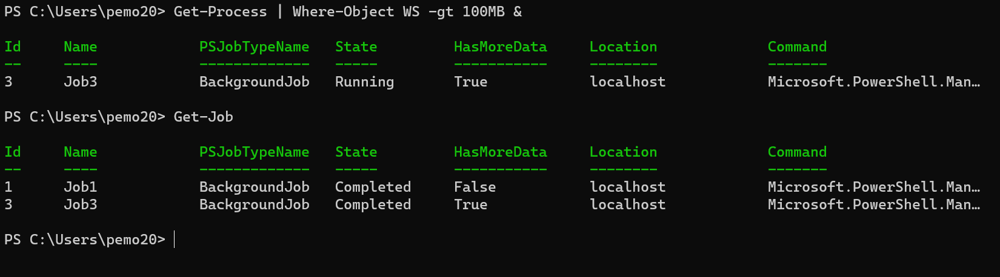 PS C:\Users\pemo20> Get-Process | Where-Object WS -gt 100MB &
Id     Name            PSJobTypeName   State         HasMoreData     Location             Command
--     ----            -------------   -----         -----------     --------             -------
3      Job3            BackgroundJob   Running       True            localhost            Microsoft.PowerShell.Man…
PS C:\Users\pemo20> Get-Job
Id     Name            PSJobTypeName   State         HasMoreData     Location             Command
--     ----            -------------   -----         -----------     --------             -------
1      Job1            BackgroundJob   Completed     False           localhost            Microsoft.PowerShell.Man…
3      Job3            BackgroundJob   Completed     True            localhost            Microsoft.PowerShell.Man…
PS C:\Users\pemo20>